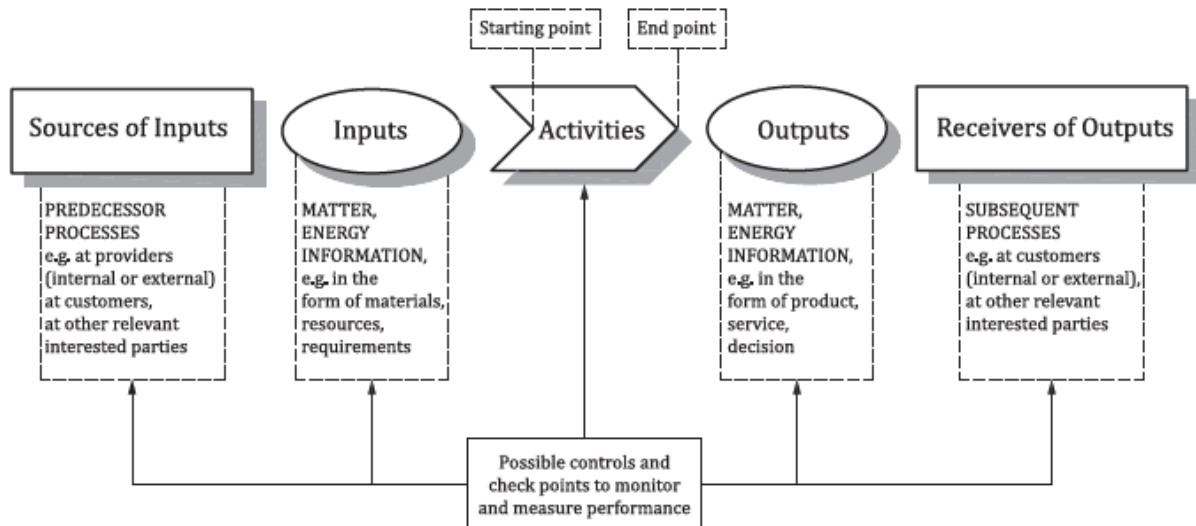 Starting point
End point
Sources of Inputs
Inputs
Activities
Outputs
Receivers of Outputs
PREDECESSOR
PROCESSES
e.g. at providers
(internal or external)
at customers,
at other relevant
interested parties
MATTER,
ENERGY
INFORMATION,
e.g. in the
form of materials,
resources,
requirements
MATTER,
ENERGY
INFORMATION,
e.g. in the
form of product,
service,
decision
SUBSEQUENT
PROCESSES
e.g. at customers
(internal or external),
at other relevant
interested parties
Possible controls and
check points to monitor
and measure performance